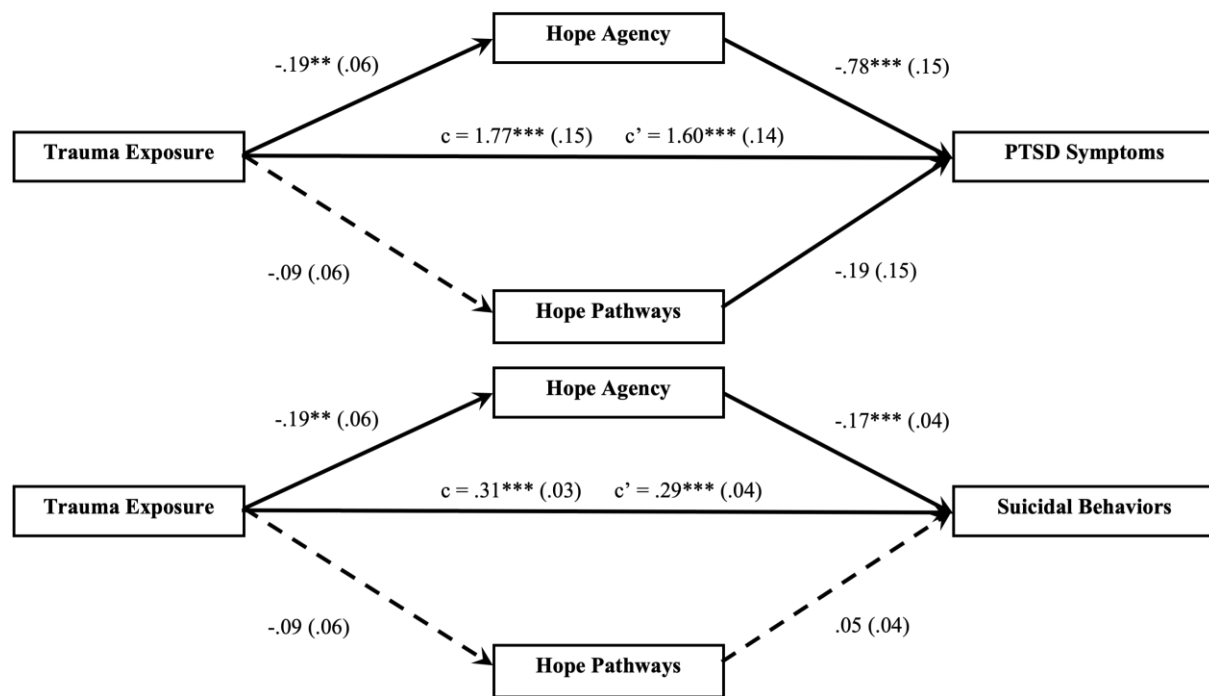 Hope Agency
-.19** (.06)
-.78*** (.15)
c = 1.77*** (.15) c’ = 1.60*** (.14)
Trauma Exposure
PTSD Symptoms
-.09 (.06)
-.19 (.15)
Hope Pathways
Hope Agency
-.19** (.06)
-.17*** (.04)
c = .31*** (.03) c’ = .29*** (.04)
Trauma Exposure
Suicidal Behaviors
-.09 (.06)
.05 (.04)
Hope Pathways